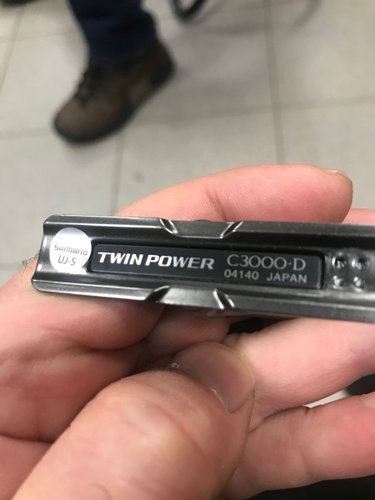 SHIMANO
UJ-S
TWIN POWER C3000-D
04140 JAPAN